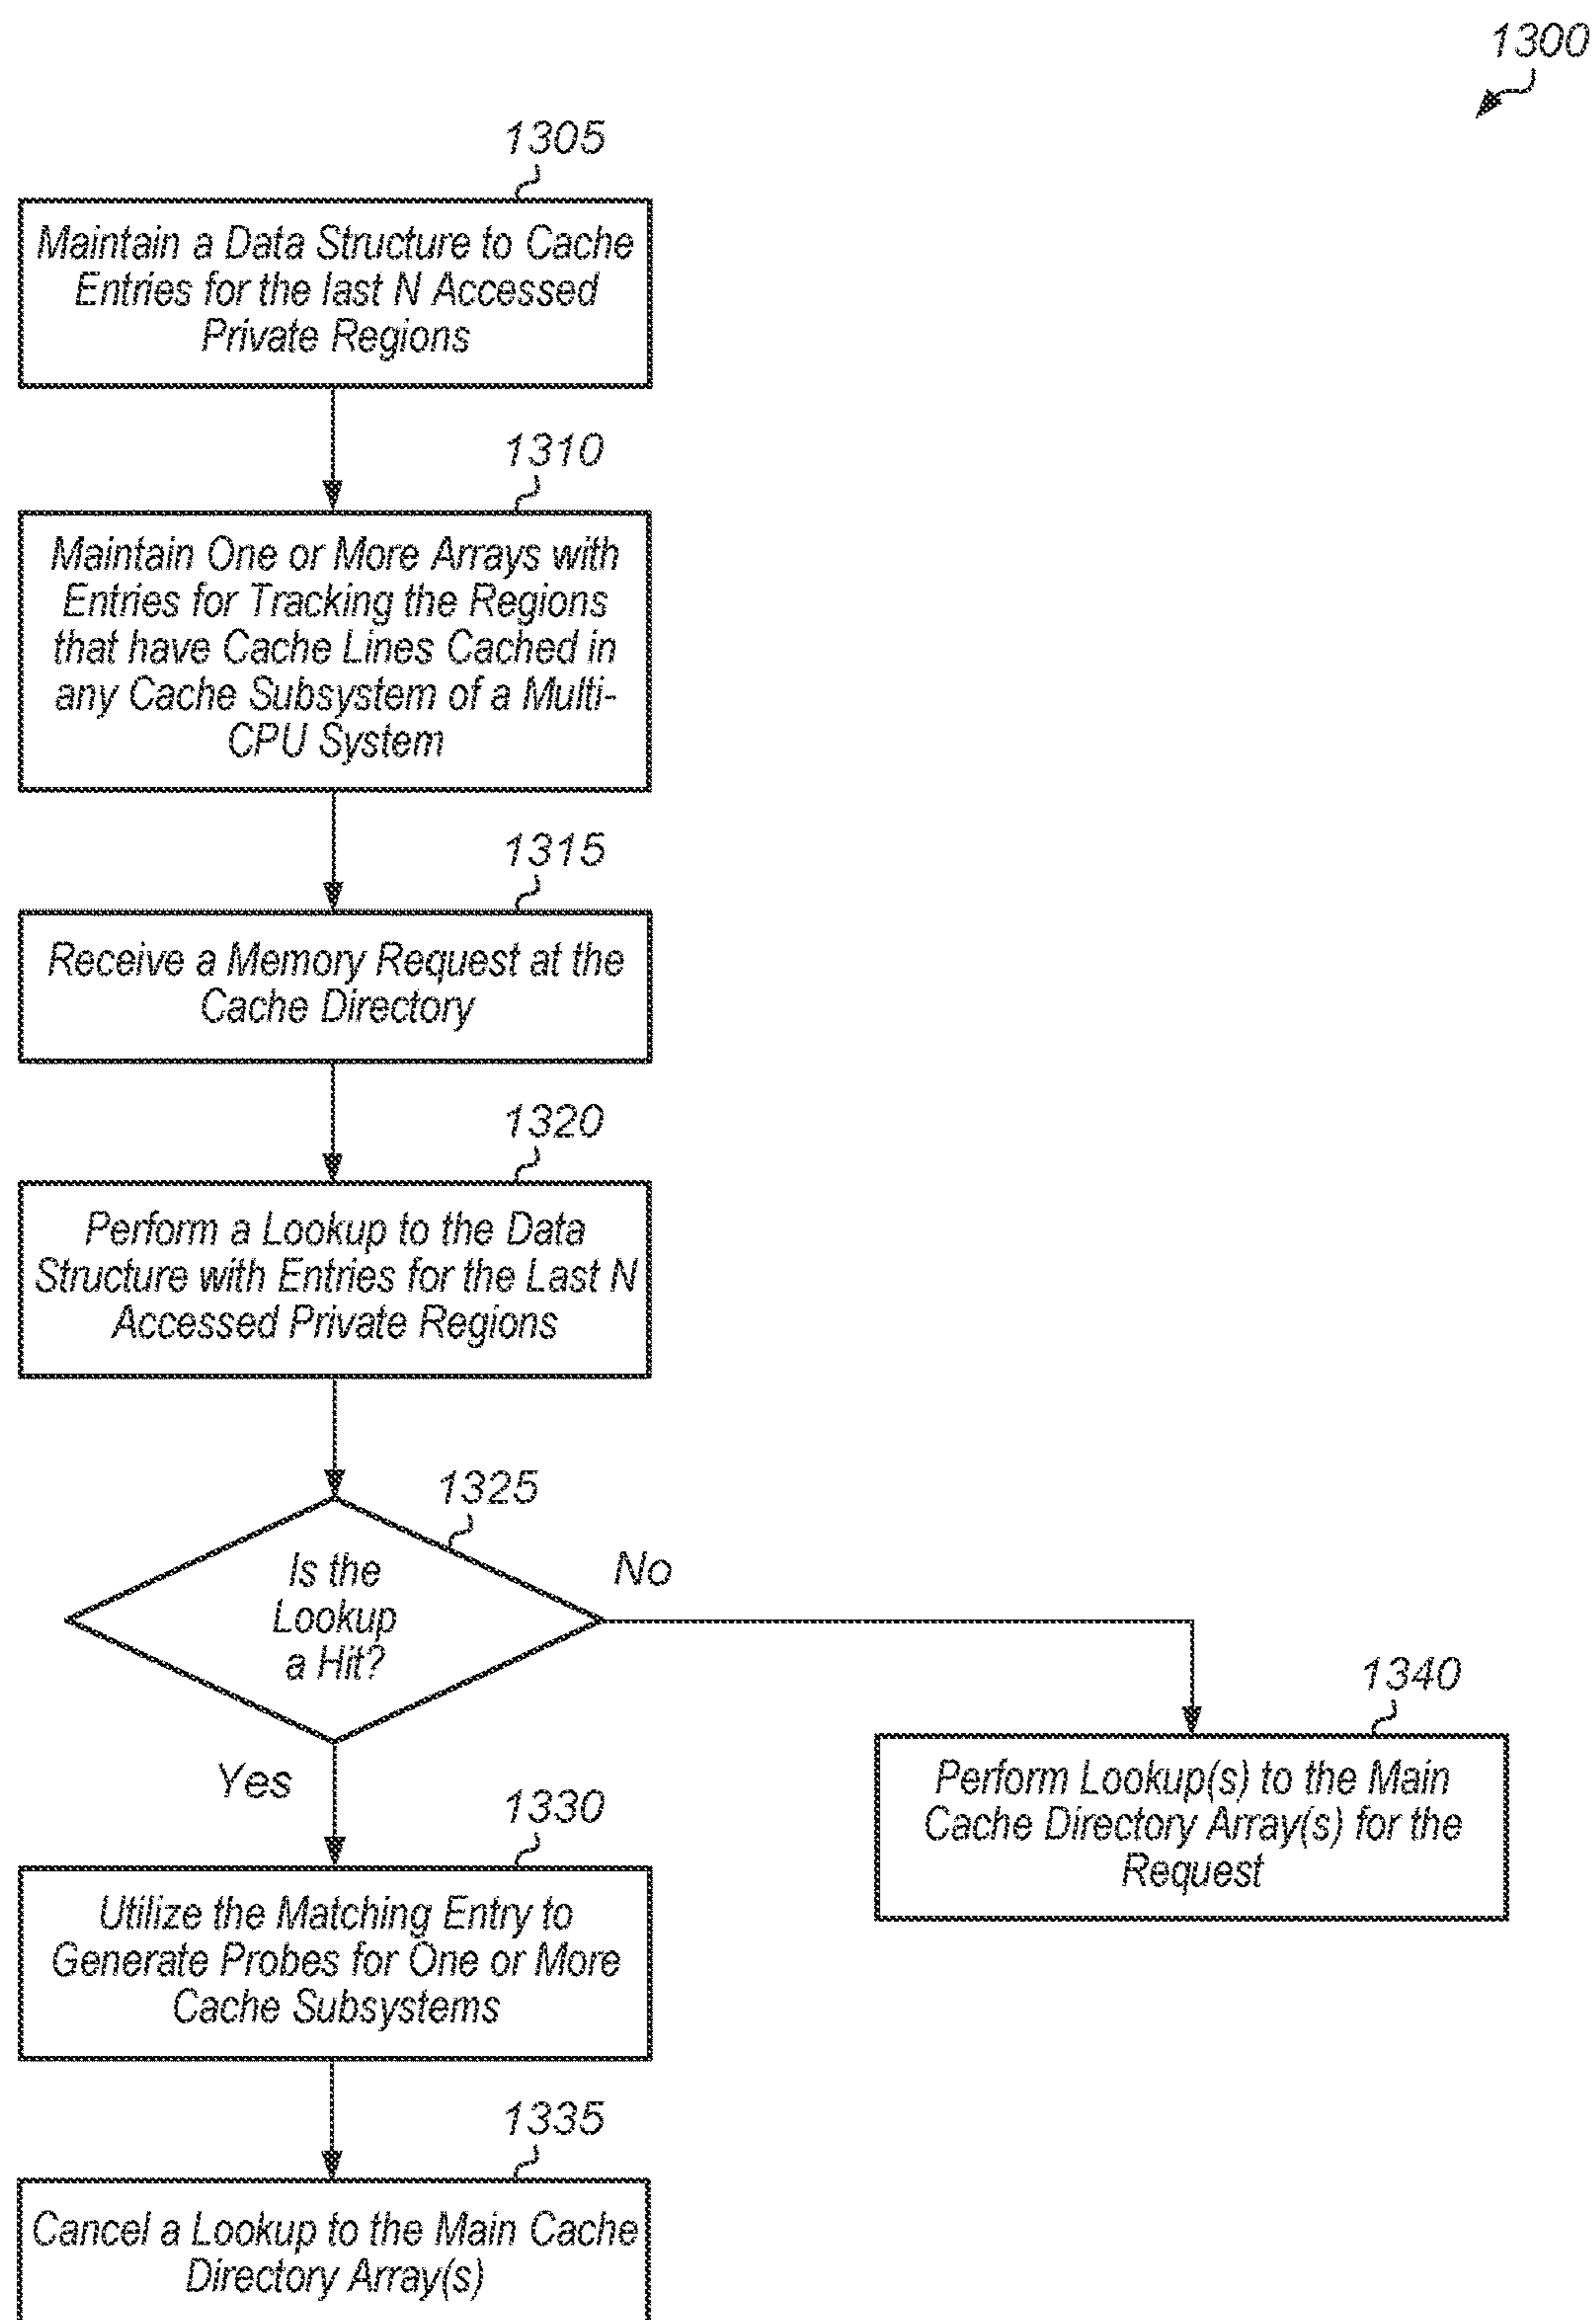 1300
1305
Maintain a Data Structure to Cache
Entries for the last N Accessed
Private Regions
1310
Maintain One or More Arrays with
Entries for Tracking the Regions
that have Cache Lines Cached in
any Cache Subsystem of a Multi-
CPU System
1315
Receive a Memory Request at the
Cache Directory
1320
Perform a Lookup to the Data
Structure with Entries for the Last N
Accessed Private Regions
1325
Is the
Lookup
a Hit?
No
Yes
1340
Perform Lookup(s) to the Main
Cache Directory Array(s) for the
Request
1330
Utilize the Matching Entry to
Generate Probes for One or More
Cache Subsystems
1335
Cancel a Lookup to the Main Cache
Directory Array(s)